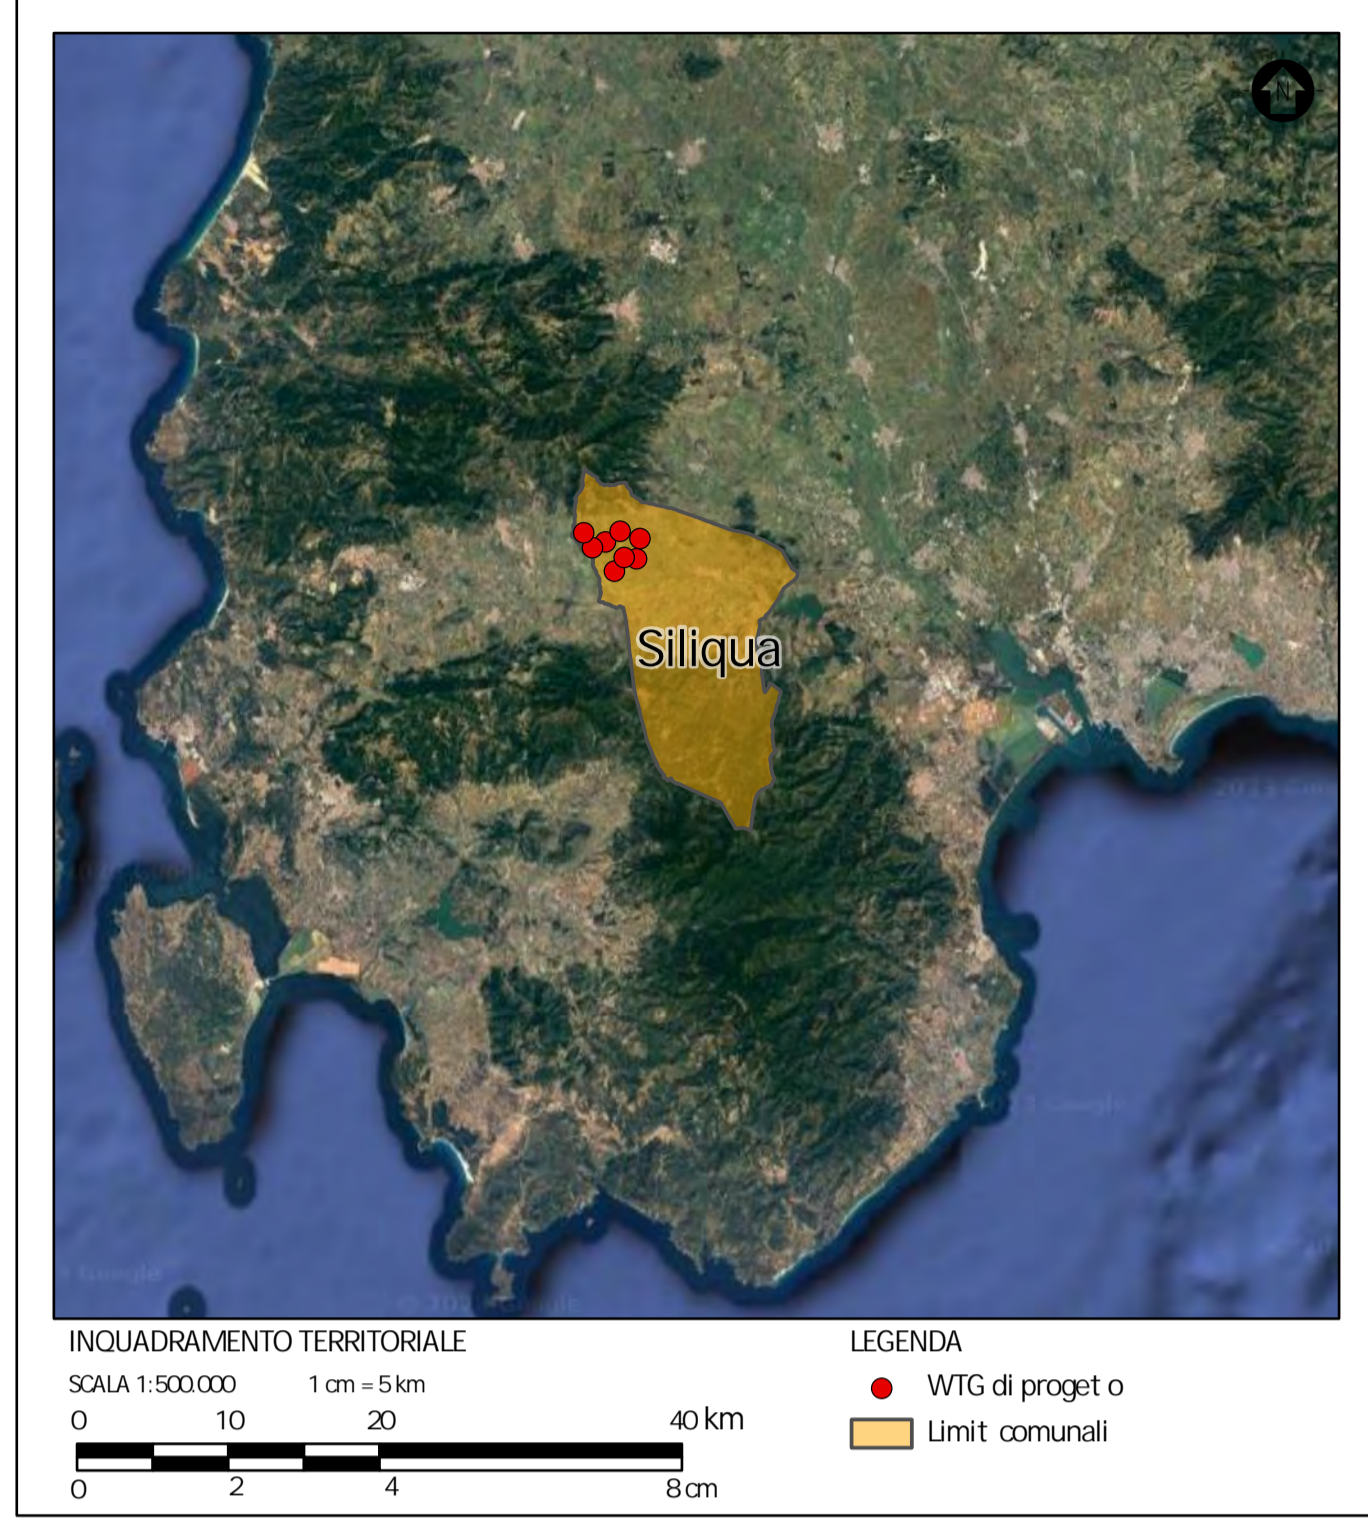 N
Siliqua
INQUADRAMENTO TERRITORIALE
SCALA 1:500.000 1 cm = 5 km
0 10 20 40 km
0 2 4 8 cm
LEGENDA
WTG di proget o
Limit comunali
Google